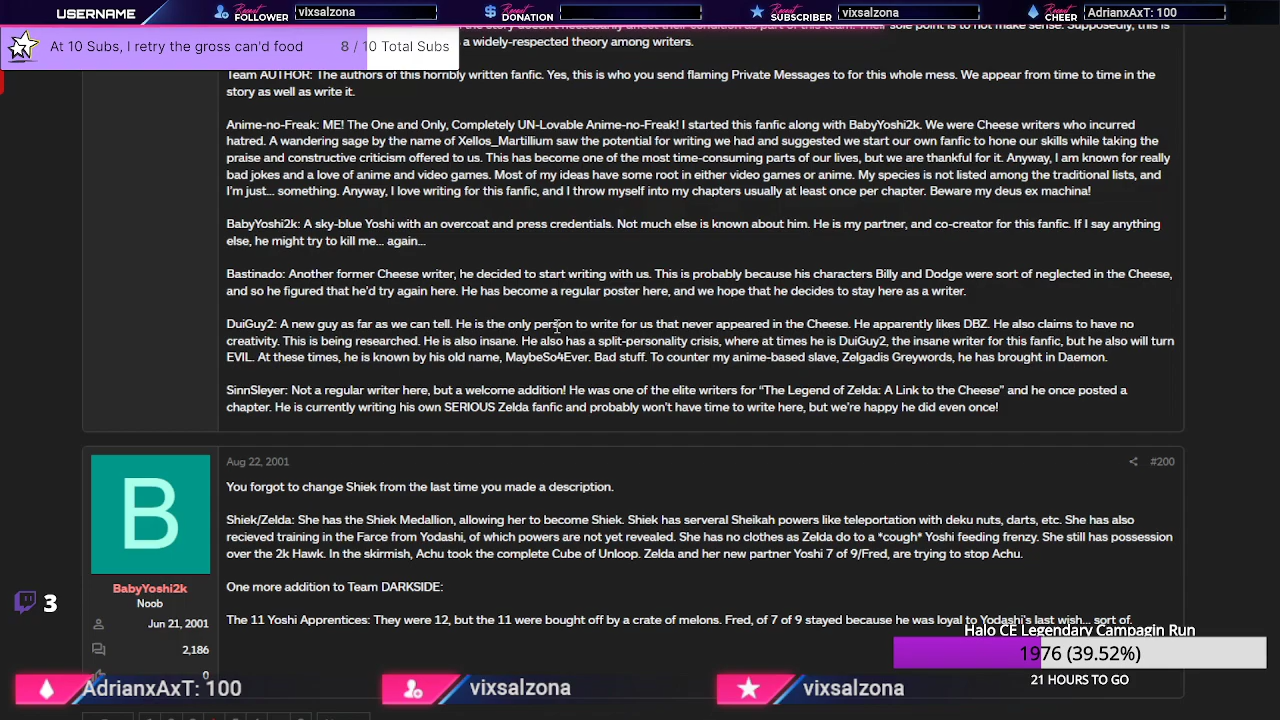 USERNAME
Recent FOLLOWER
vixsalzona
Recent DONATION
Recent SUBSCRIBER
vixsalzona
Recent CHEER
AdrianxAxT: 100
At 10 Subs, I retry the gross can'd food
8 / 10 Total Subs
their sole point is to not make sense. Supposedly, this is
a widely-respected theory among writers.
Team AUTHOR: The authors of this horribly written fanfic. Yes, this is who you send flaming Private Messages to for this whole mess. We appear from time to time in the
story as well as write it.
Anime-no-Freak: ME! The One and Only, Completely UN-Lovable Anime-no-Freak! I started this fanfic along with BabyYoshi2k. We were Cheese writers who incurred
hatred. A wandering sage by the name of Xellos_Martillium saw the potential for writing we had and suggested we start our own fanfic to hone our skills while taking the
praise and constructive criticism offered to us. This has become one of the most time-consuming parts of our lives, but we are thankful for it. Anyway, I am known for really
bad jokes and a love of anime and video games. Most of my ideas have some root in either video games or anime. My species is not listed among the traditional lists, and
I'm just... something. Anyway, I love writing for this fanfic, and I throw myself into my chapters usually at least once per chapter. Beware my deus ex machina!
BabyYoshi2k: A sky-blue Yoshi with an overcoat and press credentials. Not much else is known about him. He is my partner, and co-creator for this fanfic. If I say anything
else, he might try to kill me... again...
Bastinado: Another former Cheese writer, he decided to start writing with us. This is probably because his characters Billy and Dodge were sort of neglected in the Cheese,
and so he figured that he'd try again here. He has become a regular poster here, and we hope that he decides to stay here as a writer.
DuiGuy2: A new guy as far as we can tell. He is the only person to write for us that never appeared in the Cheese. He apparently likes DBZ. He also claims to have no
creativity. This is being researched. He is also insane. He also has a split-personality crisis, where at times he is DuiGuy2, the insane writer for this fanfic, but he also will turn
EVIL. At these times, he is known by his old name, MaybeSo4Ever. Bad stuff. To counter my anime-based slave, Zelgadis Greywords, he has brought in Daemon.
SinnSleyer: Not a regular writer here, but a welcome addition! He was one of the elite writers for “The Legend of Zelda: A Link to the Cheese” and he once posted a
chapter. He is currently writing his own SERIOUS Zelda fanfic and probably won't have time to write here, but we're happy he did even once!
Aug 22, 2001
#200
B
BabyYoshi2k
Noob
Jun 21, 2001
2,186
0
You forgot to change Shiek from the last time you made a description.
Shiek/Zelda: She has the Shiek Medallion, allowing her to become Shiek. Shiek has serveral Sheikah powers like teleportation with deku nuts, darts, etc. She has also
recieved training in the Farce from Yodashi, of which powers are not yet revealed. She has no clothes as Zelda do to a *cough* Yoshi feeding frenzy. She still has possession
over the 2k Hawk. In the skirmish, Achu took the complete Cube of Unloop. Zelda and her new partner Yoshi 7 of 9/Fred, are trying to stop Achu.
One more addition to Team DARKSIDE:
The 11 Yoshi Apprentices: They were 12, but the 11 were bought off by a crate of melons. Fred, of 7 of 9 stayed because he was loyal to Yodashi's last wish... sort of.
3
Halo CE Legendary Campagin Run
1976 (39.52%)
21 HOURS TO GO
AdrianxAxT: 100
vixsalzona
vixsalzona